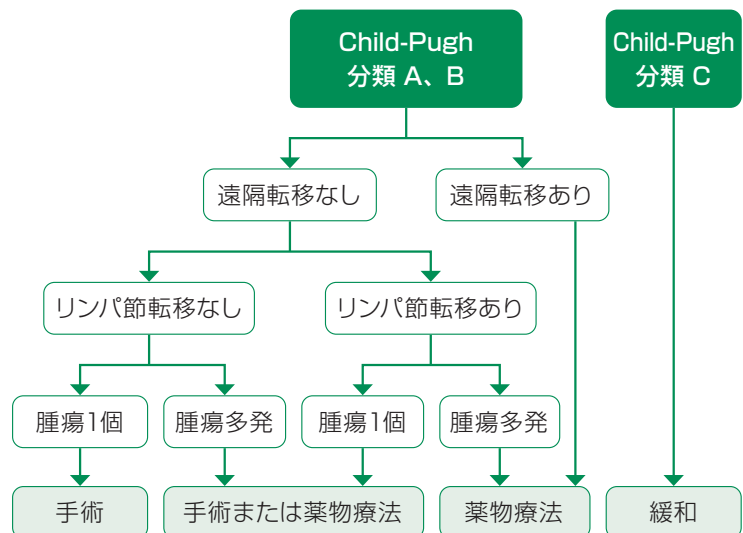 Child-Pugh
分類 A、B
Child-Pugh
分類 C
遠隔転移なし
遠隔転移あり
リンパ節転移なし
リンパ節転移あり
腫瘍1個
腫瘍多発
腫瘍1個
腫瘍多発
手術
手術または薬物療法
薬物療法
緩和